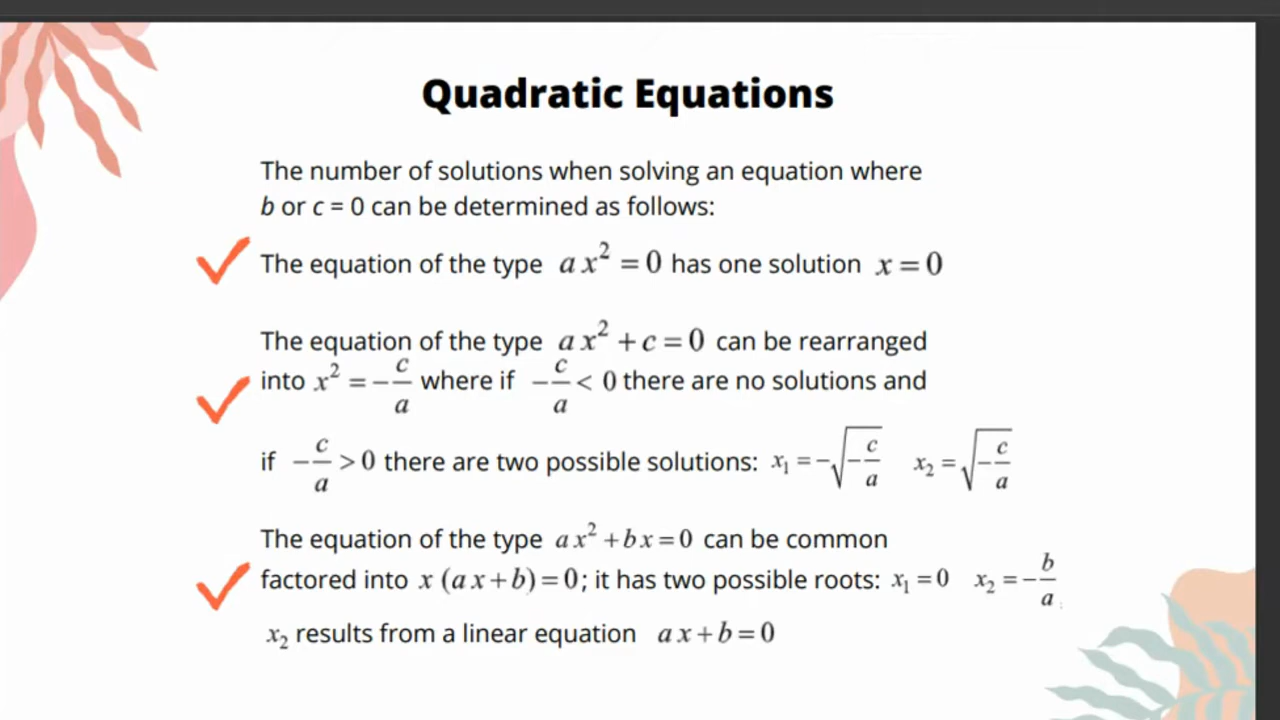 Quadratic Equations
The number of solutions when solving an equation where
b or c = 0 can be determined as follows:
The equation of the type ax² = 0 has one solution x = 0
The equation of the type ax² + c = 0 can be rearranged
into x² = -c/a where if -c/a < 0 there are no solutions and
if -c/a > 0 there are two possible solutions: x₁ = -√(-c/a) x₂ = √(-c/a)
The equation of the type ax² + bx = 0 can be common
factored into x (ax + b) = 0; it has two possible roots: x₁ = 0 x₂ = -b/a
x₂ results from a linear equation ax + b = 0